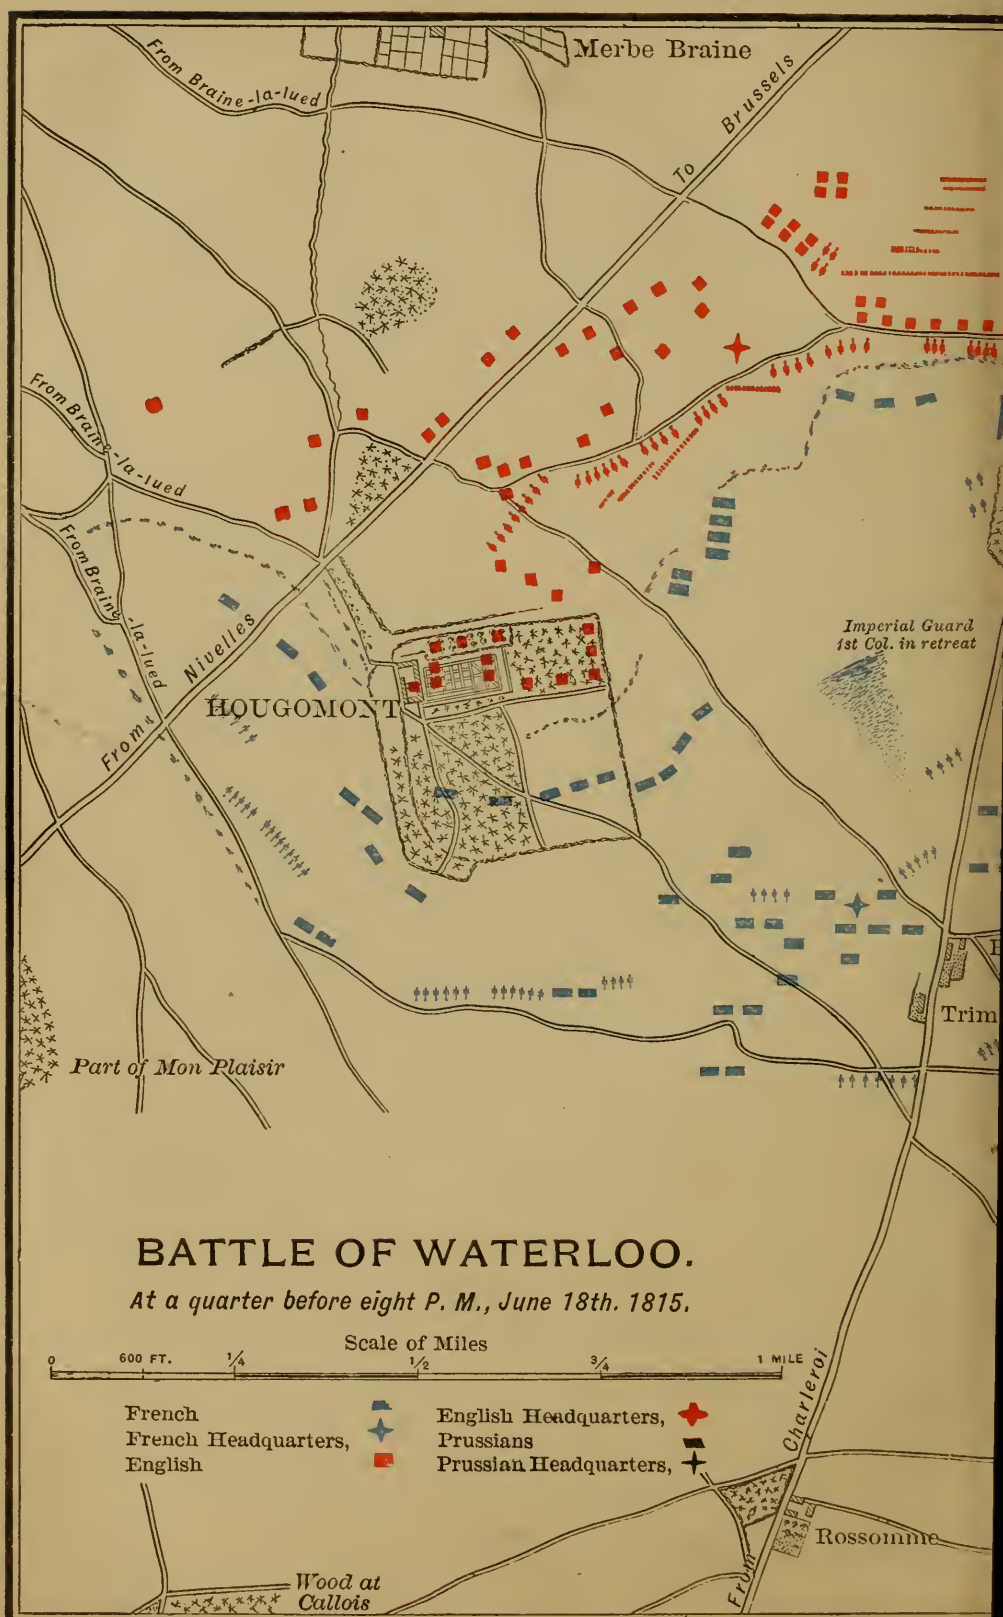 Merbe Braine
From Braine-la-lued
To Brussels
From Braine-la-lued
From Braine-la-lued
From Nivelles
HOUGOMONT
Imperial Guard
1st Col. in retreat
Trim
Part of Mon Plaisir
BATTLE OF WATERLOO.
At a quarter before eight P. M., June 18th. 1815.
Scale of Miles
0 600 FT. 1/4 1/2 3/4 1 MILE
French
French Headquarters,
English
English Headquarters,
Prussians
Prussian Headquarters,
From Charleroi
Rossomme
Wood at
Callois